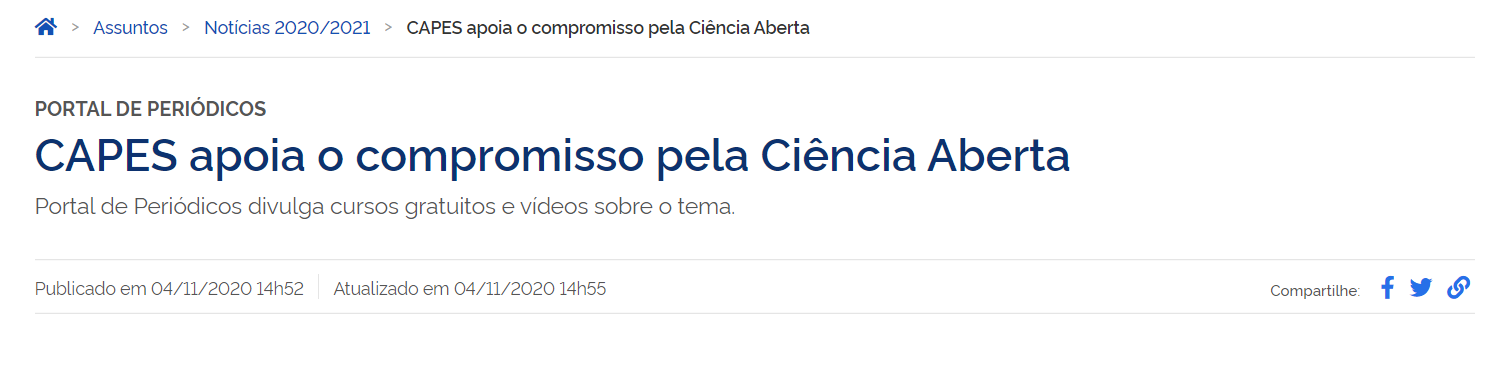 > Assuntos > Notícias 2020/2021 > CAPES apoia o compromisso pela Ciência Aberta
PORTAL DE PERIÓDICOS
CAPES apoia o compromisso pela Ciência Aberta
Portal de Periódicos divulga cursos gratuitos e vídeos sobre o tema.
Publicado em 04/11/2020 14h52 Atualizado em 04/11/2020 14h55 Compartilhe: